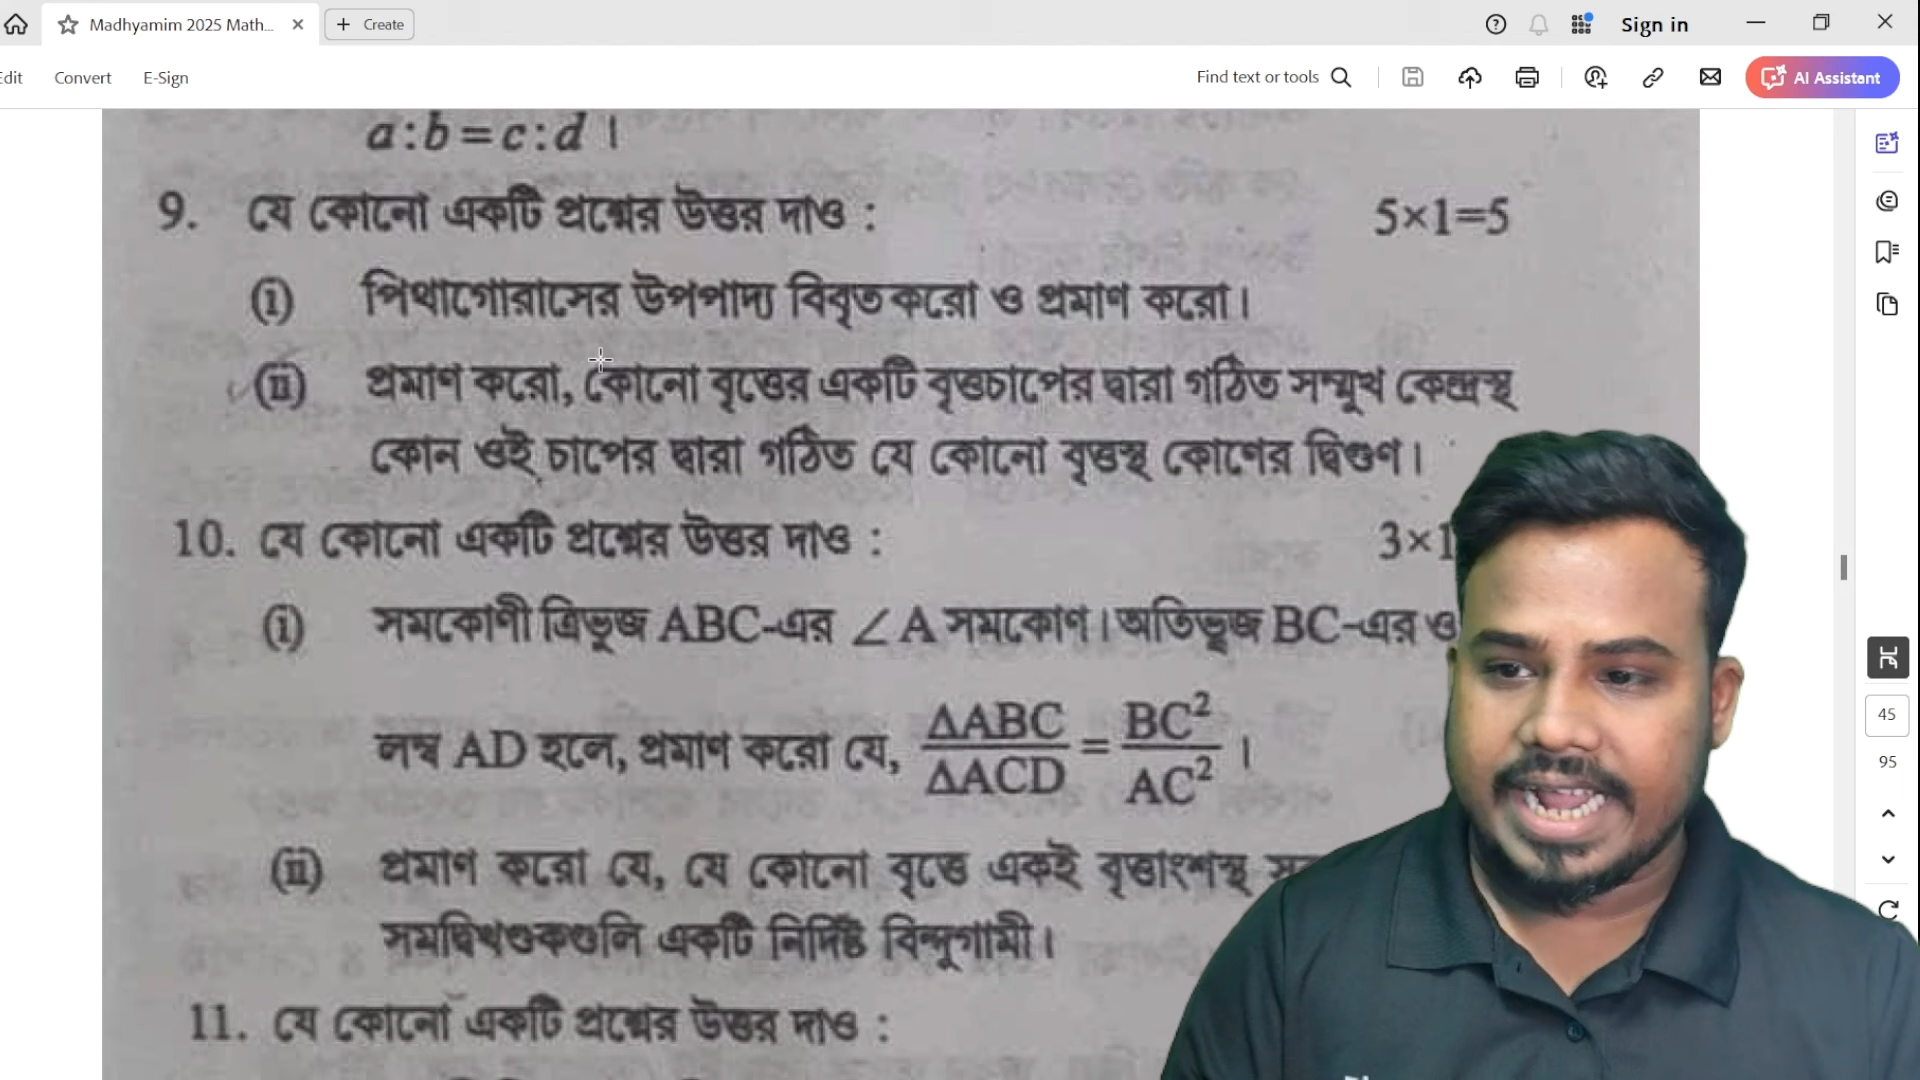 Madhyamim 2025 Math...
Create
Sign in
Edit
Convert
E-Sign
Find text or tools
AI Assistant
a:b=c:d ।
9. যে কোনো একটি প্রশ্নের উত্তর দাও : 5×1=5
(i) পিথাগোরাসের উপপাদ্য বিবৃত করো ও প্রমাণ করো।
(ii) প্রমাণ করো, কোনো বৃত্তের একটি বৃত্তচাপের দ্বারা গঠিত সম্মুখ কেন্দ্রস্থ
কোন ওই চাপের দ্বারা গঠিত যে কোনো বৃত্তস্থ কোণের দ্বিগুণ।
10. যে কোনো একটি প্রশ্নের উত্তর দাও : 3×1
(i) সমকোণী ত্রিভুজ ABC-এর ∠A সমকোণ। অতিভূজ BC-এর ও
লম্ব AD হলে, প্রমাণ করো যে, ΔABC/ΔACD = BC²/AC² ।
(ii) প্রমাণ করো যে, যে কোনো বৃত্তে একই বৃত্তাংশস্থ
সমদ্বিখণ্ডকগুলি একটি নির্দিষ্ট বিন্দুগামী।
11. যে কোনো একটি প্রশ্নের উত্তর দাও :
45
95